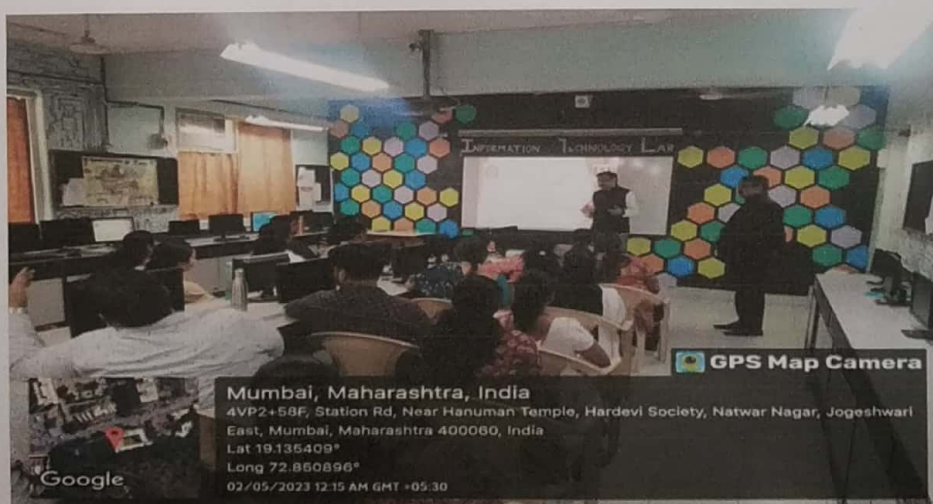 INFORMATION TECHNOLOGY LAB
GPS Map Camera
Mumbai, Maharashtra, India
4VP2+58F, Station Rd, Near Hanuman Temple, Hardevi Society, Natwar Nagar, Jogeshwari
East, Mumbai, Maharashtra 400060, India
Lat 19.135409°
Long 72.850896°
02/05/2023 12:15 AM GMT +05:30
Google